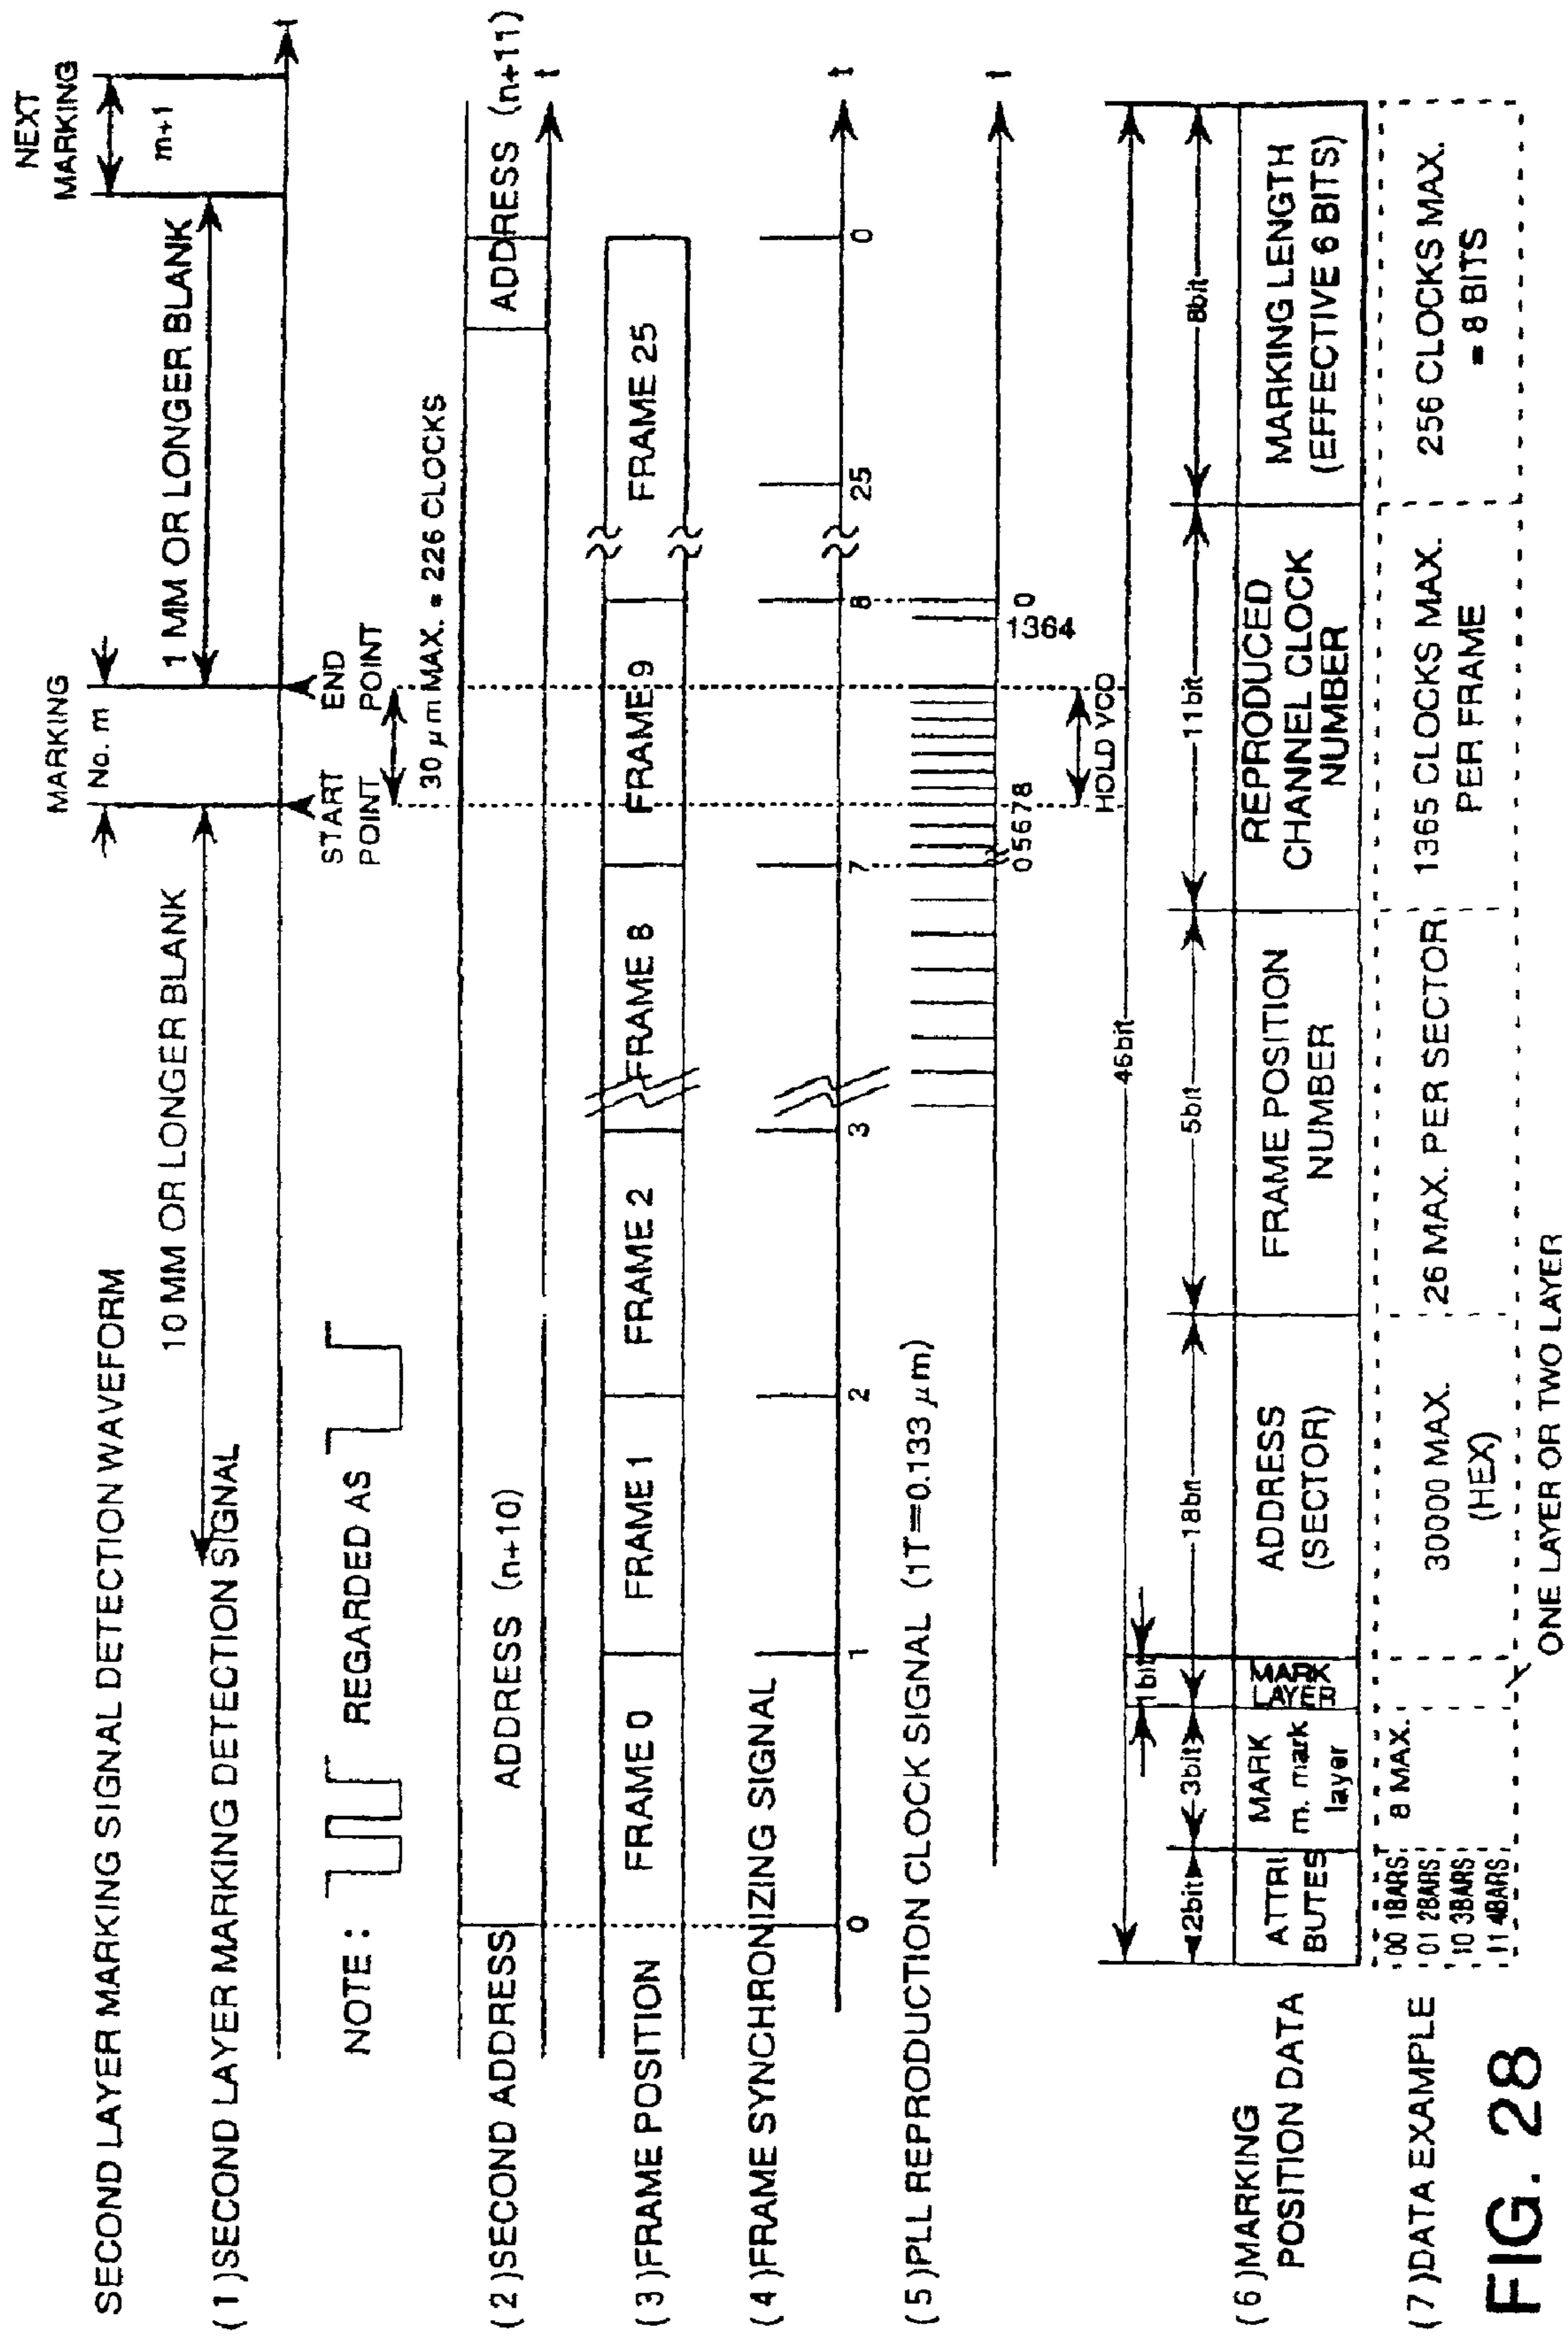 SECOND LAYER MARKING SIGNAL DETECTION WAVEFORM
NEXT
MARKING
MARKING
No. m
m+1
10 MM OR LONGER BLANK
1 MM OR LONGER BLANK
(1)SECOND LAYER MARKING DETECTION SIGNAL
t
START
POINT
END
POINT
NOTE :
REGARDED AS
30 μm MAX. = 226 CLOCKS
(2)SECOND ADDRESS
ADDRESS (n+10)
ADDRESS (n+11)
t
(3)FRAME POSITION
FRAME 0
FRAME 1
FRAME 2
FRAME 8
FRAME 9
FRAME 25
(4)FRAME SYNCHRONIZING SIGNAL
t
0
1
2
3
7
8
25
0
(5)PLL REPRODUCTION CLOCK SIGNAL (1T=0.133 μm)
t
05678
1364
0
HOLD VCO
46bit
1bit
2bit
3bit
18bit
5bit
11bit
8bit
(6)MARKING
POSITION DATA
ATTRI
BUTES
MARK
m. mark
layer
MARK
LAYER
ADDRESS
(SECTOR)
FRAME POSITION
NUMBER
REPRODUCED
CHANNEL CLOCK
NUMBER
MARKING LENGTH
(EFFECTIVE 6 BITS)
(7)DATA EXAMPLE
00 1BARS
01 2BARS
10 3BARS
11 4BARS
8 MAX.
30000 MAX.
(HEX)
26 MAX. PER SECTOR
1365 CLOCKS MAX.
PER FRAME
256 CLOCKS MAX.
= 8 BITS
ONE LAYER OR TWO LAYER
FIG. 28